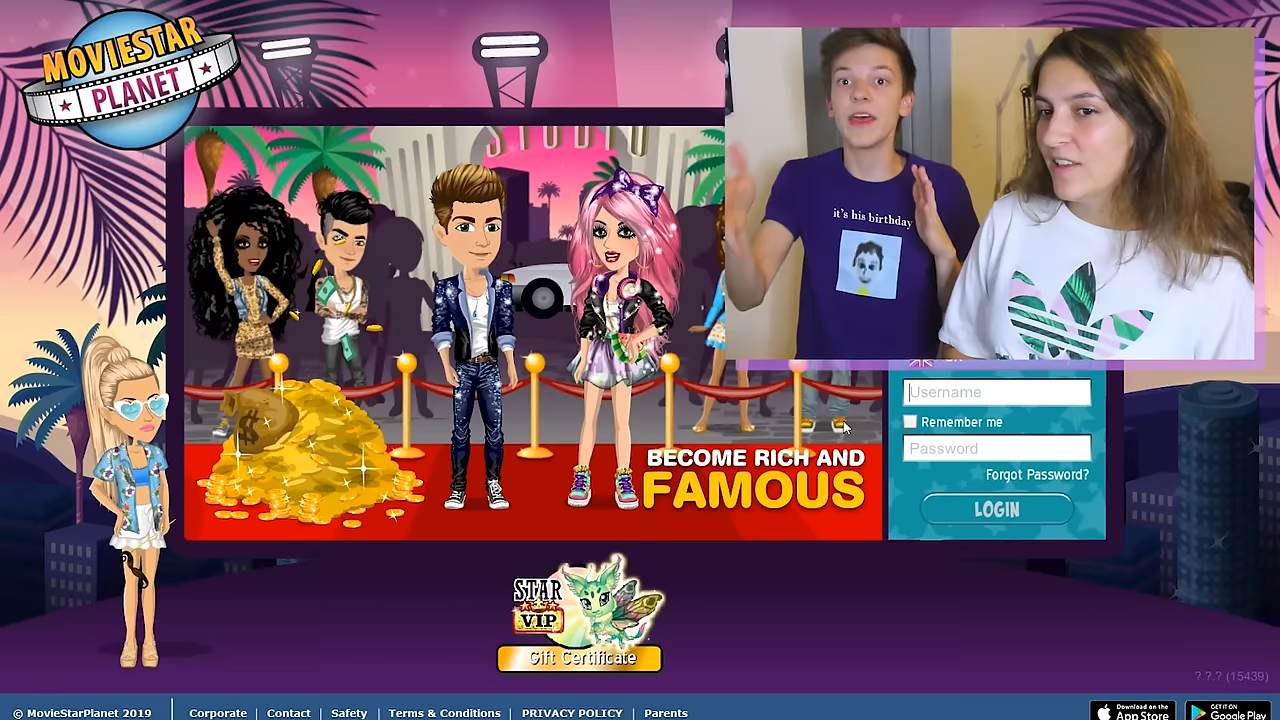 MOVIESTAR
PLANET
STUDIO
it's his birthday
Username
Remember me
Password
Forgot Password?
LOGIN
BECOME RICH AND
FAMOUS
STAR
VIP
Gift Certificate
?.?.? (15439)
© MovieStarPlanet 2019
Corporate
Contact
Safety
Terms & Conditions
PRIVACY POLICY
Parents
Download on the
App Store
GET IT ON
Google Play